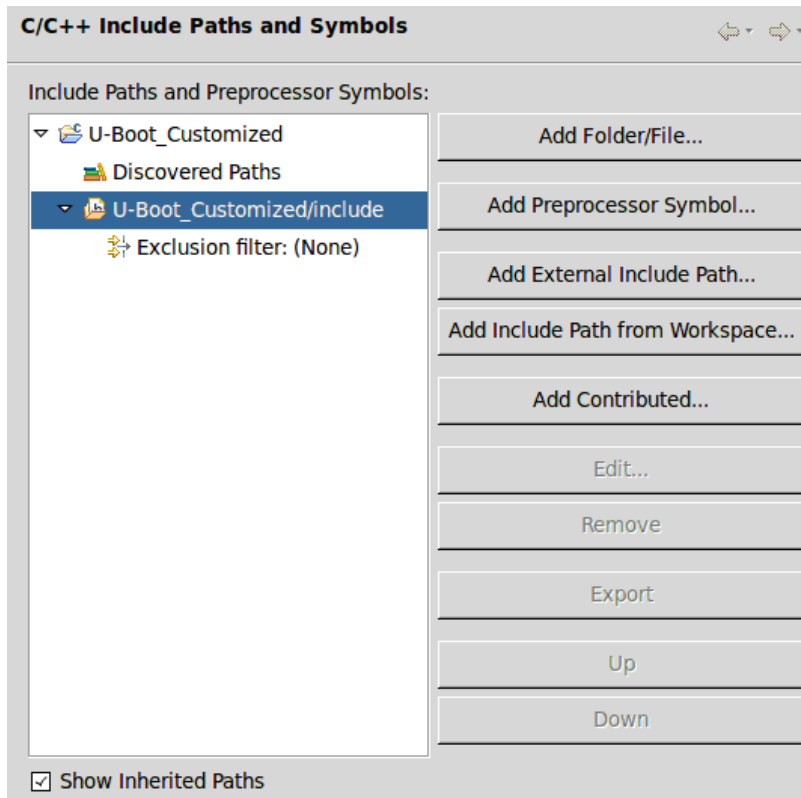 C/C++ Include Paths and Symbols
Include Paths and Preprocessor Symbols:
U-Boot_Customized
Discovered Paths
U-Boot_Customized/include
Exclusion filter: (None)
Add Folder/File...
Add Preprocessor Symbol...
Add External Include Path...
Add Include Path from Workspace...
Add Contributed...
Edit...
Remove
Export
Up
Down
Show Inherited Paths